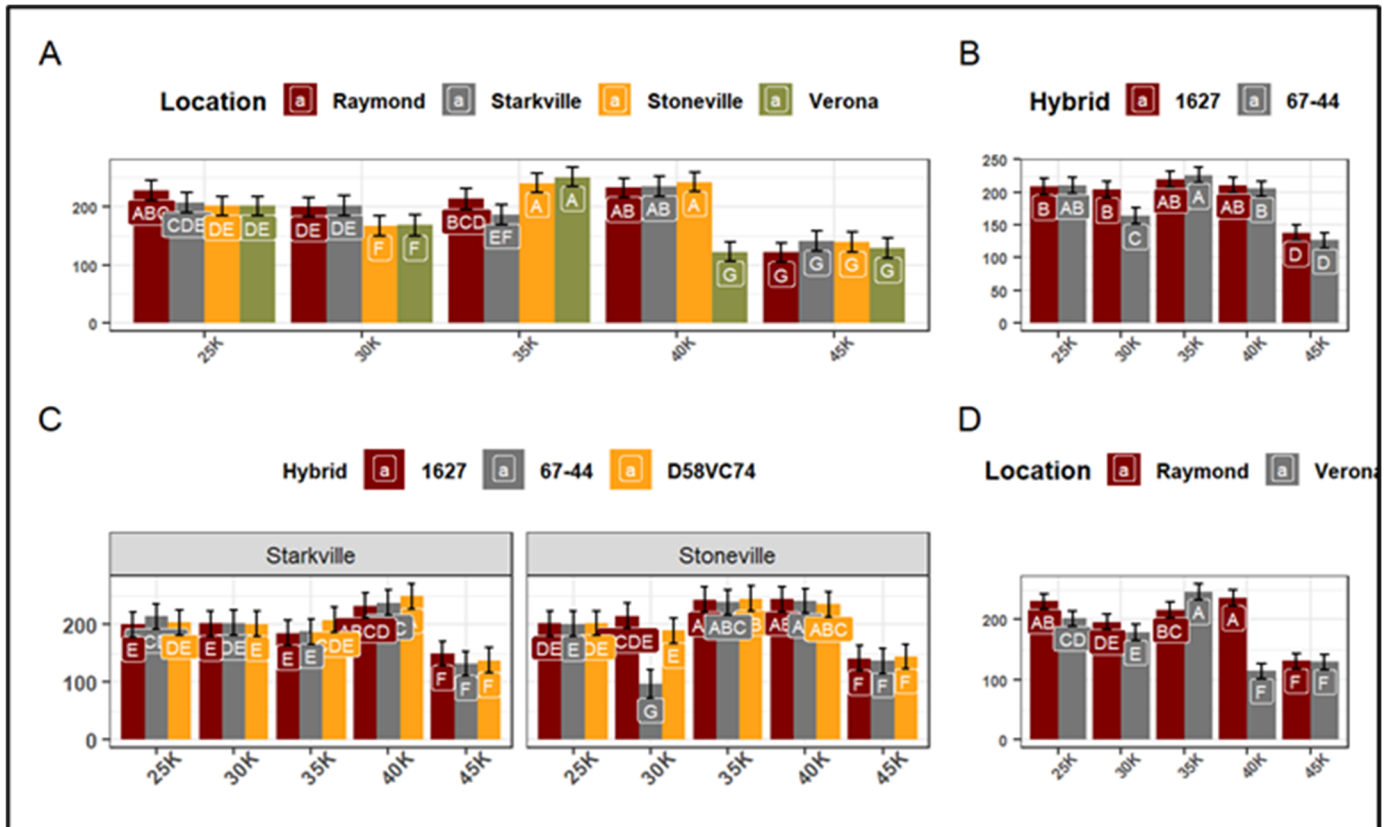 A
Location a Raymond a Starkville a Stoneville a Verona
200
100
0
DE DE DE
DE DE F F
BCD EF A A
AB AB A G
G G G G
25K 30K 35K 40K 45K
B
Hybrid a 1627 a 67-44
250
200
150
100
50
0
B AB B C AB A AB B D D
25K 30K 35K 40K 45K
C
Hybrid a 1627 a 67-44 a D58VC74
Starkville Stoneville
200
100
0
E DE
E DE E
E E
F F F
DE E DE
CDE G E
ABC
ABC
F F F
25K 30K 35K 40K 45K 25K 30K 35K 40K 45K
D
Location a Raymond a
200
100
0
AB CD DE E BC A A F F F
25K 30K 35K 40K 45K